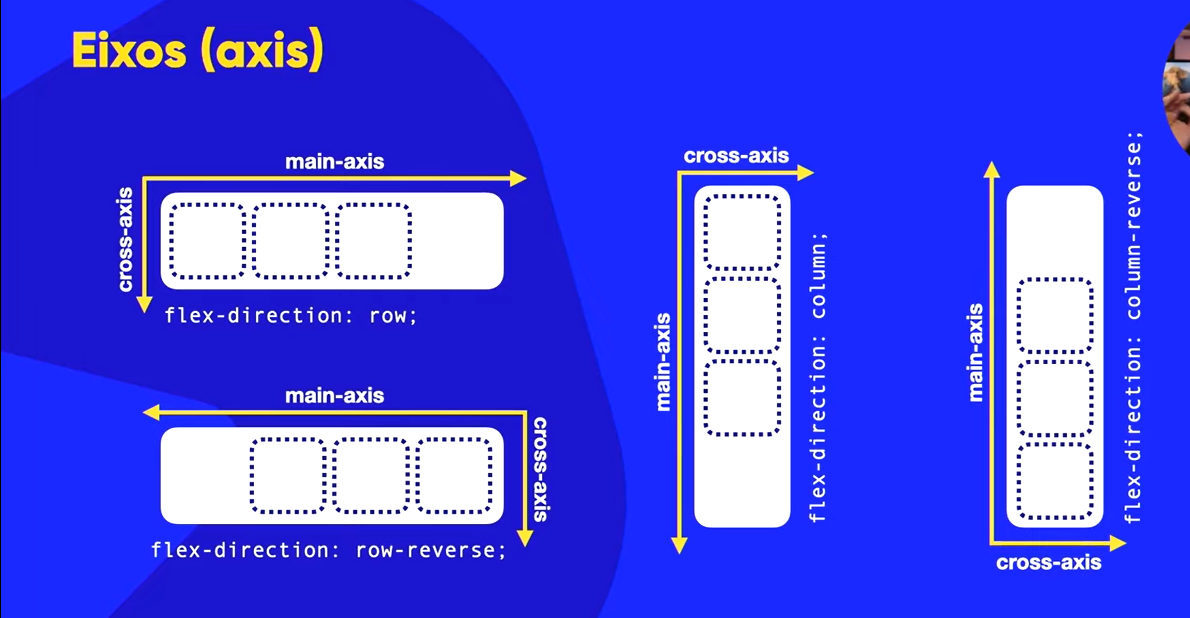 Eixos (axis)
main-axis
cross-axis
flex-direction: row;
main-axis
cross-axis
flex-direction: row-reverse;
cross-axis
main-axis
flex-direction: column;
main-axis
cross-axis
flex-direction: column-reverse;